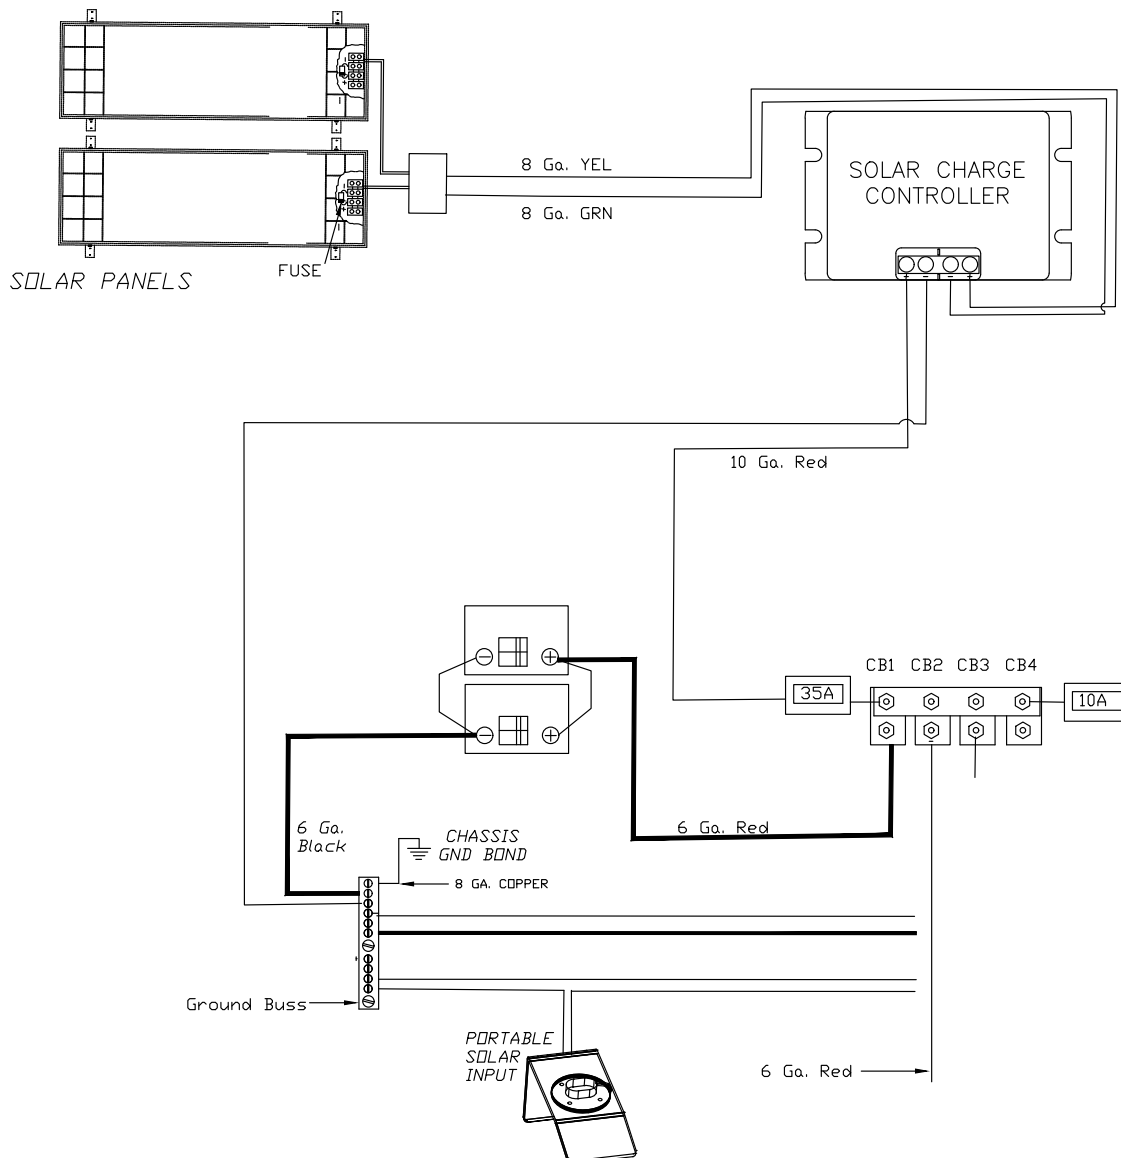 8 Ga. YEL
8 Ga. GRN
SOLAR CHARGE
CONTROLLER
FUSE
SOLAR PANELS
+ - - +
10 Ga. Red
CB1 CB2 CB3 CB4
35A
10A
6 Ga.
Black
6 Ga. Red
CHASSIS
GND BOND
8 GA. COPPER
Ground Buss
PORTABLE
SOLAR
INPUT
6 Ga. Red